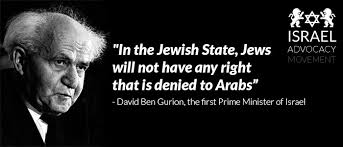 "In the Jewish State, Jews
will not have any right
that is denied to Arabs”
- David Ben Gurion, the first Prime Minister of Israel
ISRAEL
ADVOCACY
MOVEMENT